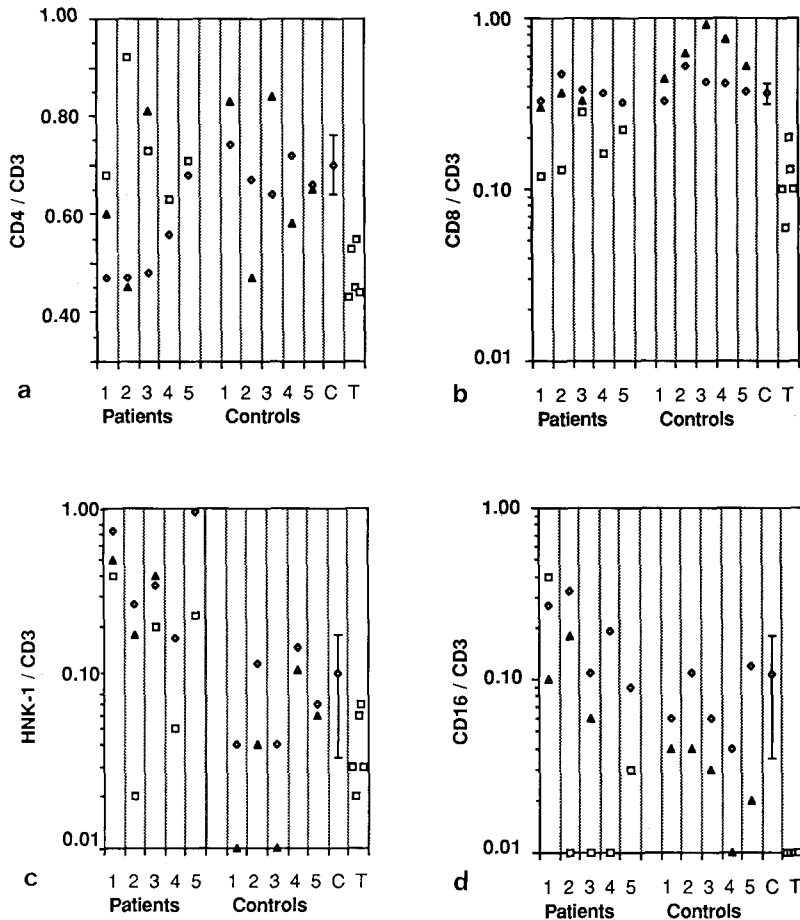 1.00
0.80
0.60
0.40
CD4 / CD3
a
1 2 3 4 5 1 2 3 4 5 C T
Patients Controls
1.00
0.10
0.01
CD8 / CD3
b
1 2 3 4 5 1 2 3 4 5 C T
Patients Controls
1.00
0.10
0.01
HNK-1 / CD3
c
1 2 3 4 5 1 2 3 4 5 C T
Patients Controls
1.00
0.10
0.01
CD16 / CD3
d
1 2 3 4 5 1 2 3 4 5 C T
Patients Controls